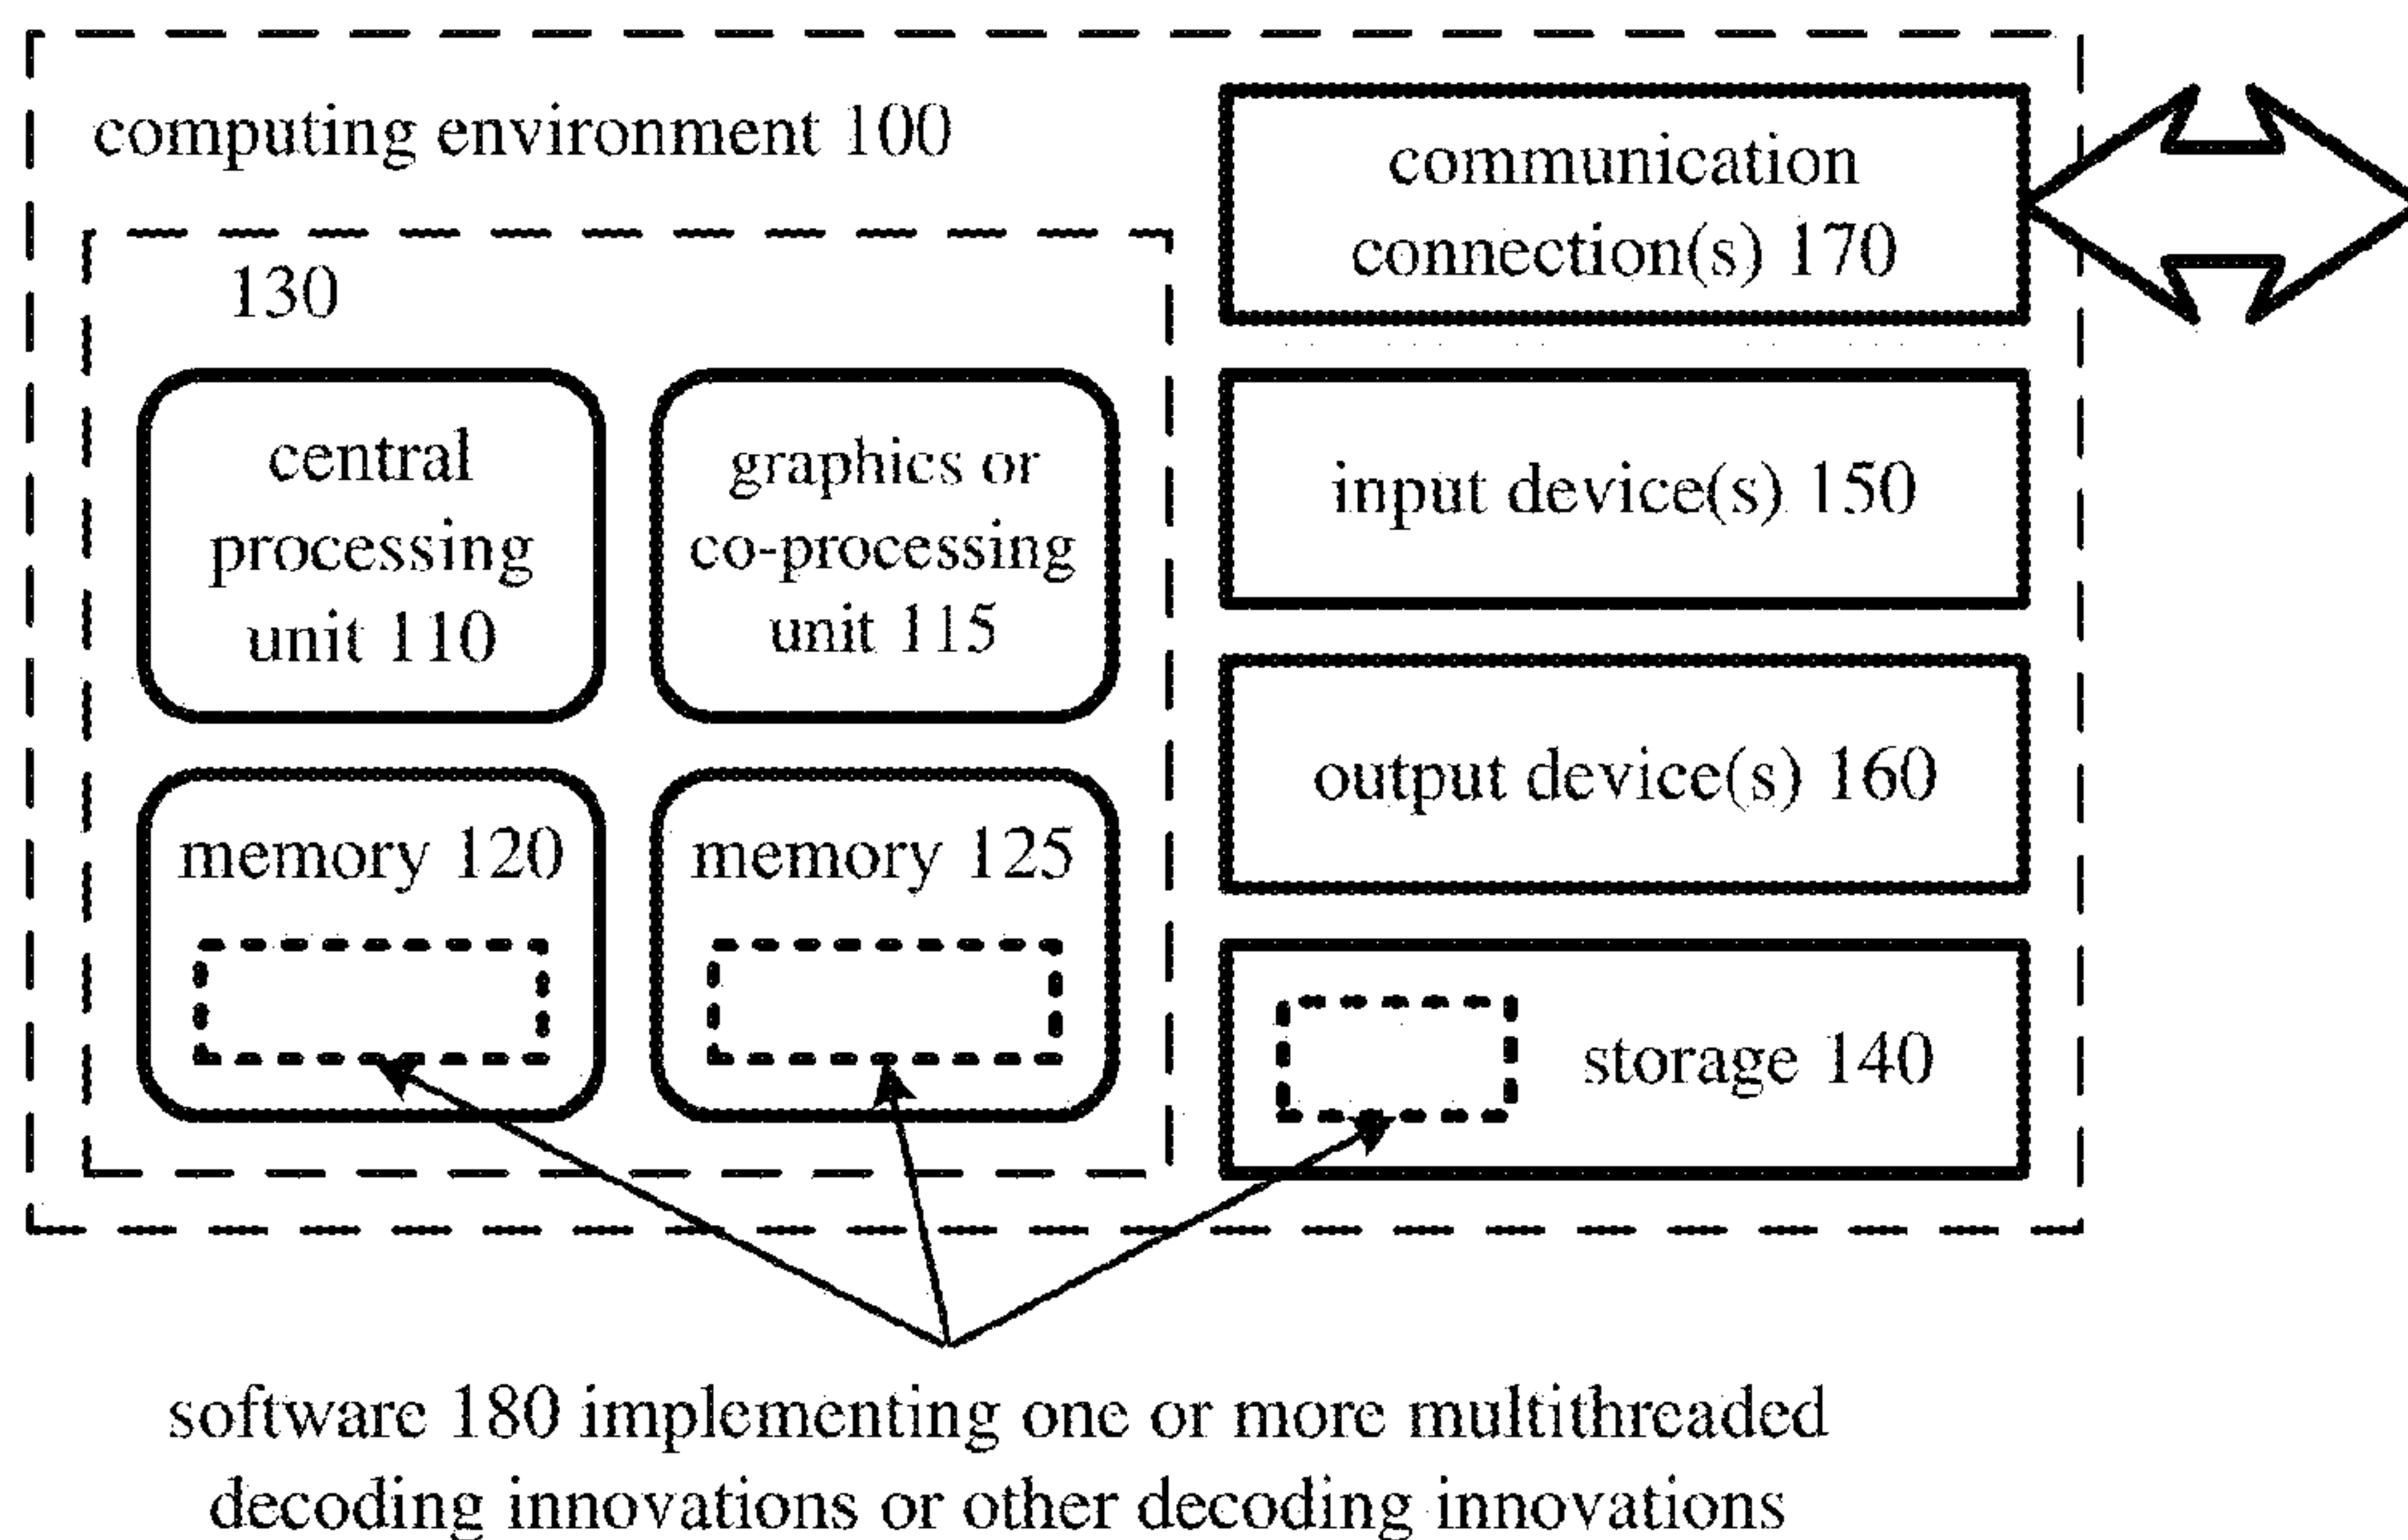 computing environment 100
130
central
processing
unit 110
graphics or
co-processing
unit 115
memory 120
memory 125
communication
connection(s) 170
input device(s) 150
output device(s) 160
storage 140
software 180 implementing one or more multithreaded
decoding innovations or other decoding innovations